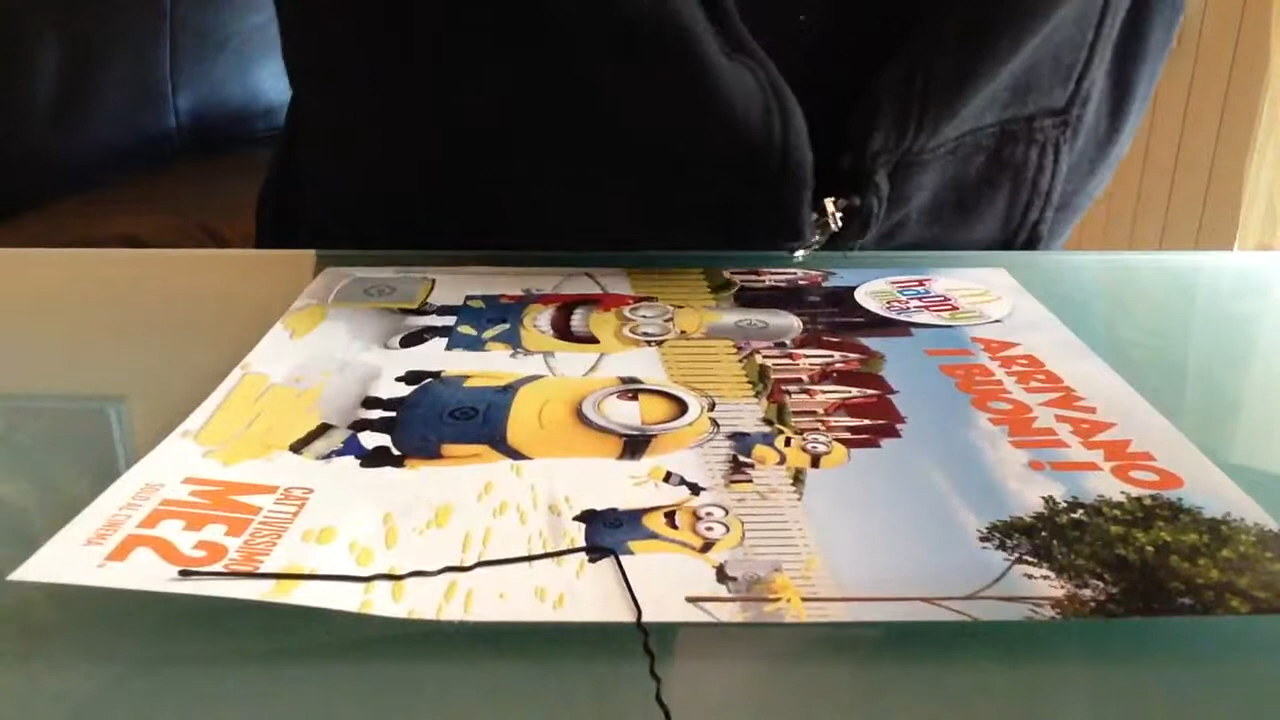 happy
meal
ARRIVANO
I BUONI!
CATTIVISSIMO
ME2
SOLO AL CINEMA